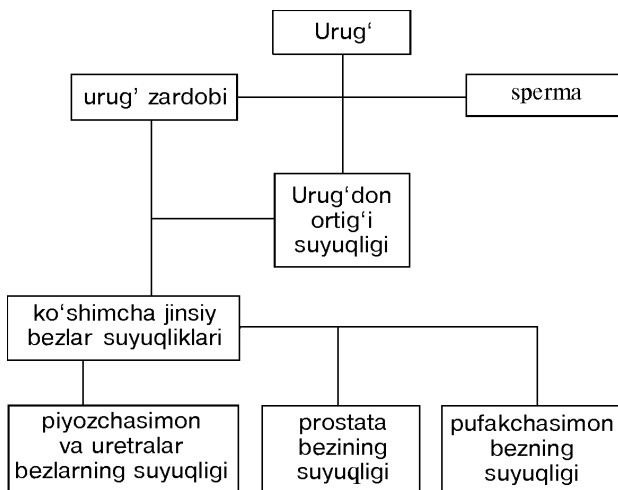 Urug‘
urug’ zardobi
sperma
Urug‘don
ortig‘i
suyuqligi
ko‘shimcha jinsiy
bezlar suyuqliklari
piyozchasimon
va uretralar
bezlarning suyuqligi
prostata
bezining
suyuqligi
pufakchasimon
bezning
suyuqligi